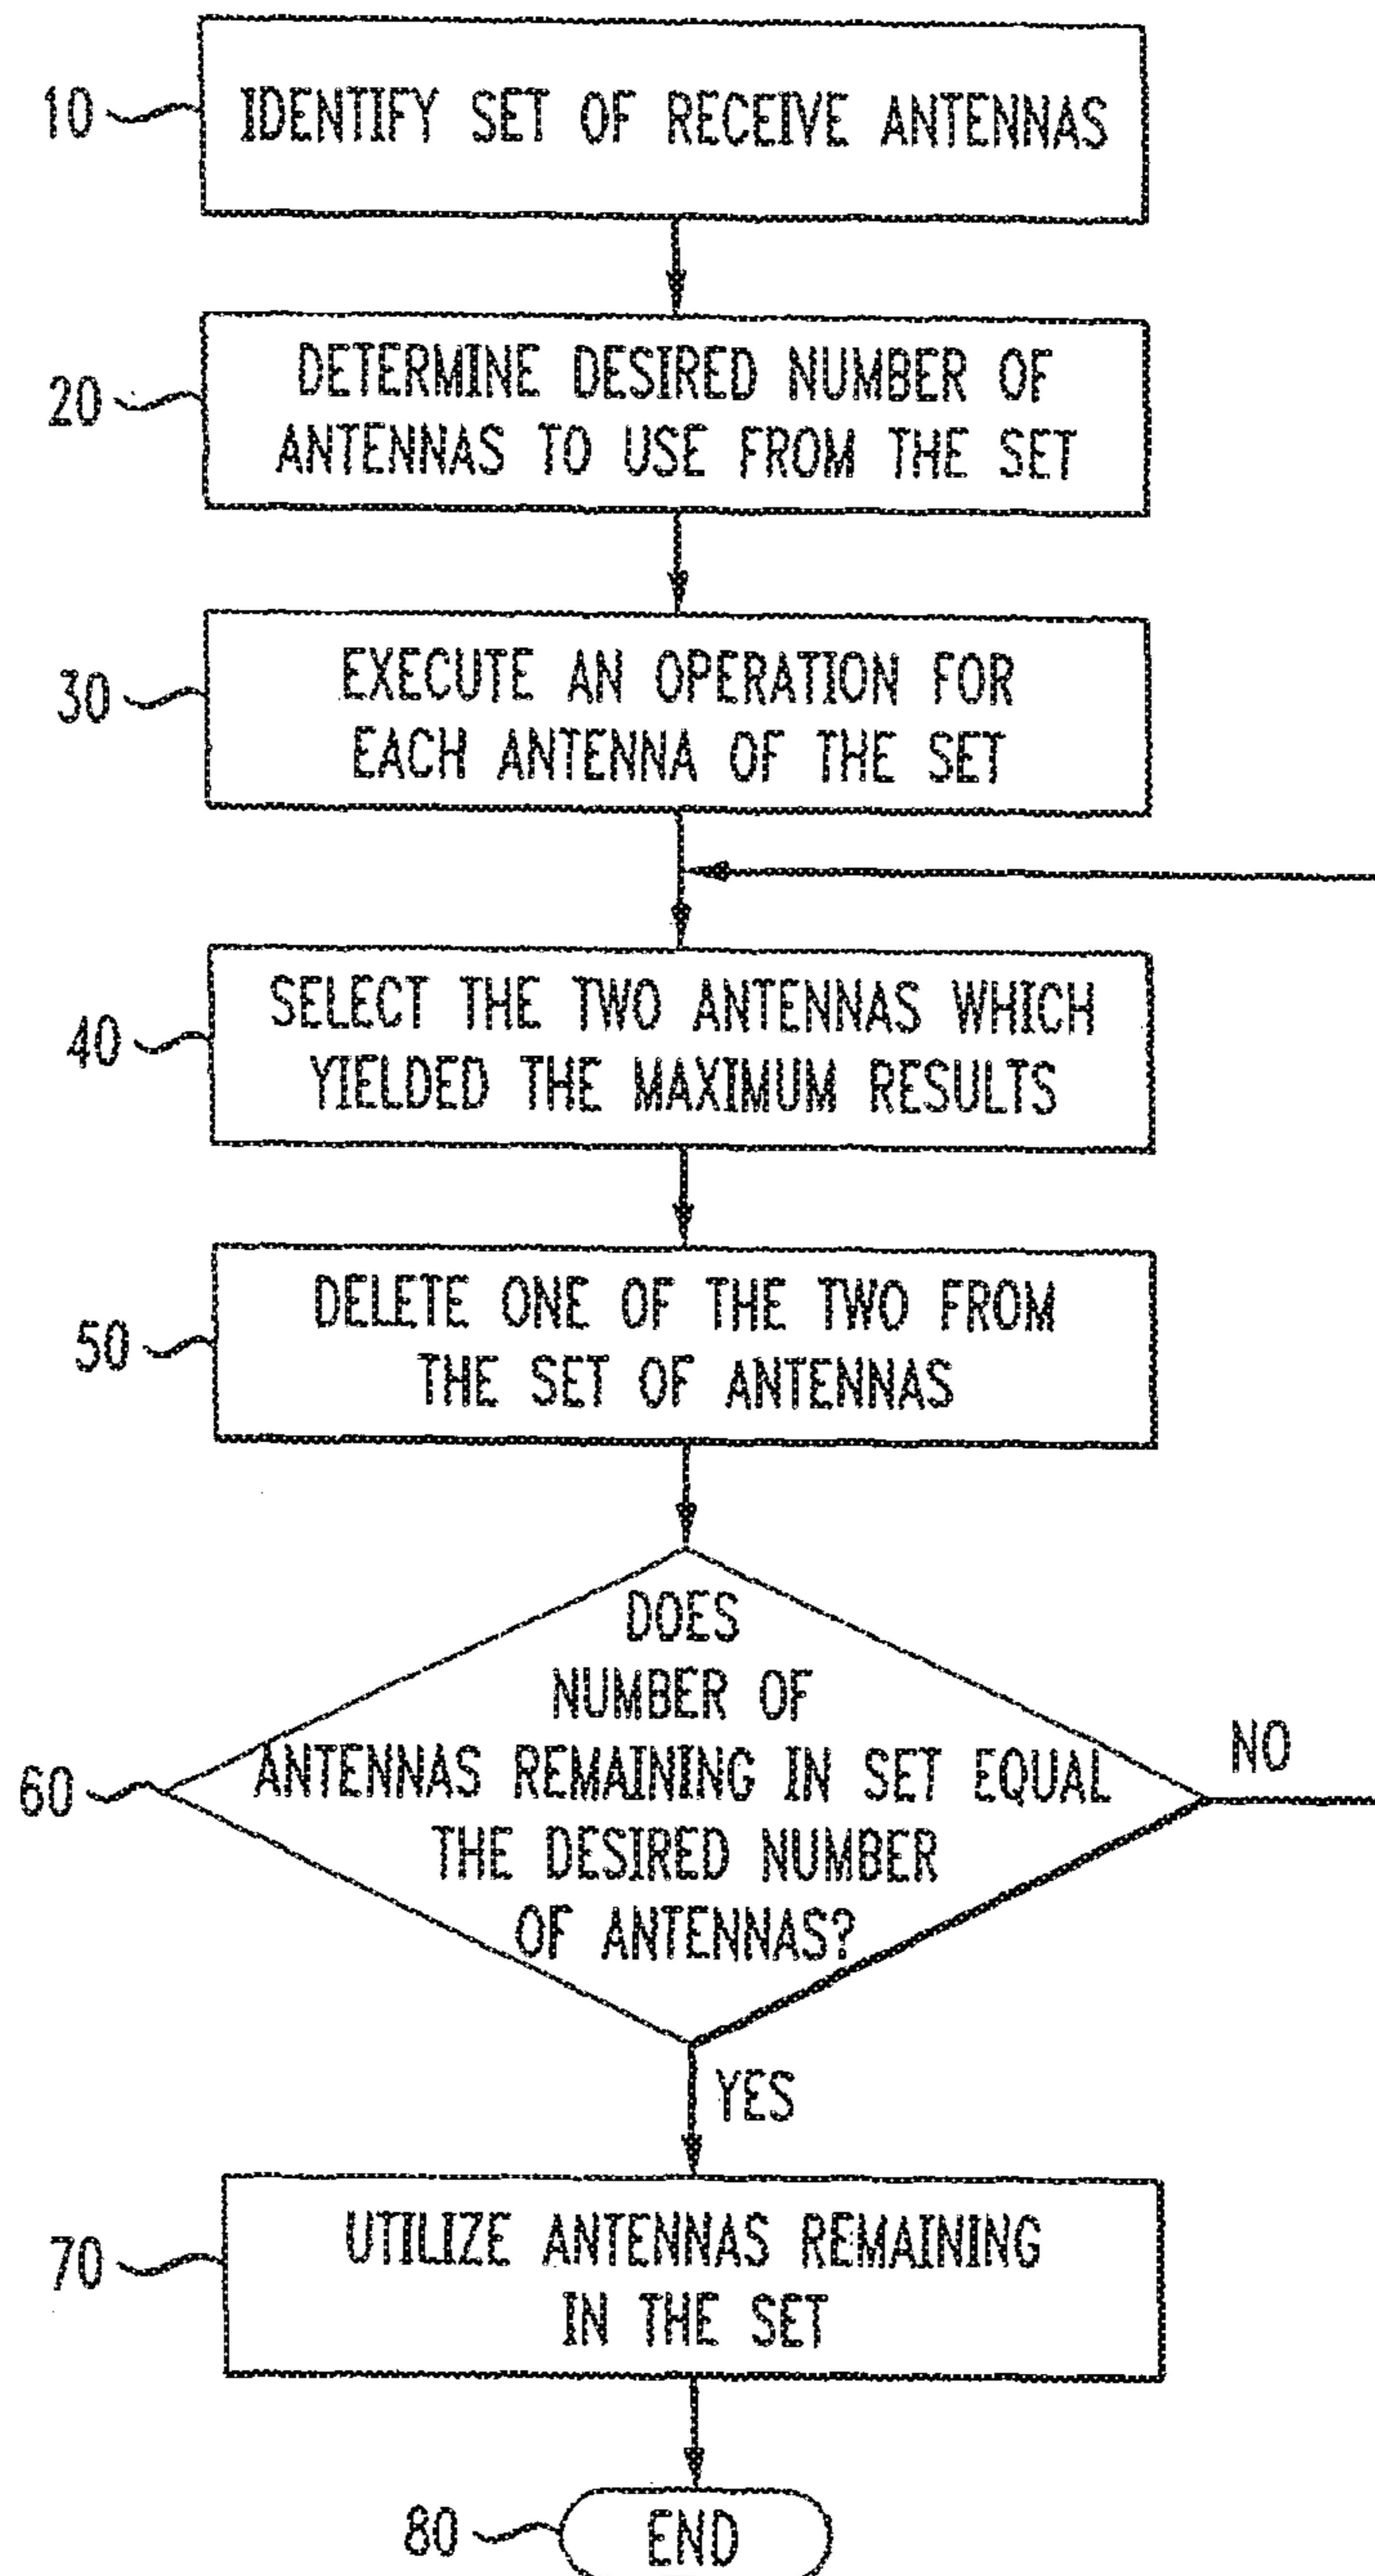 10
IDENTIFY SET OF RECEIVE ANTENNAS
20
DETERMINE DESIRED NUMBER OF
ANTENNAS TO USE FROM THE SET
30
EXECUTE AN OPERATION FOR
EACH ANTENNA OF THE SET
40
SELECT THE TWO ANTENNAS WHICH
YIELDED THE MAXIMUM RESULTS
50
DELETE ONE OF THE TWO FROM
THE SET OF ANTENNAS
60
DOES
NUMBER OF
ANTENNAS REMAINING IN SET EQUAL
THE DESIRED NUMBER
OF ANTENNAS?
NO
YES
70
UTILIZE ANTENNAS REMAINING
IN THE SET
80
END